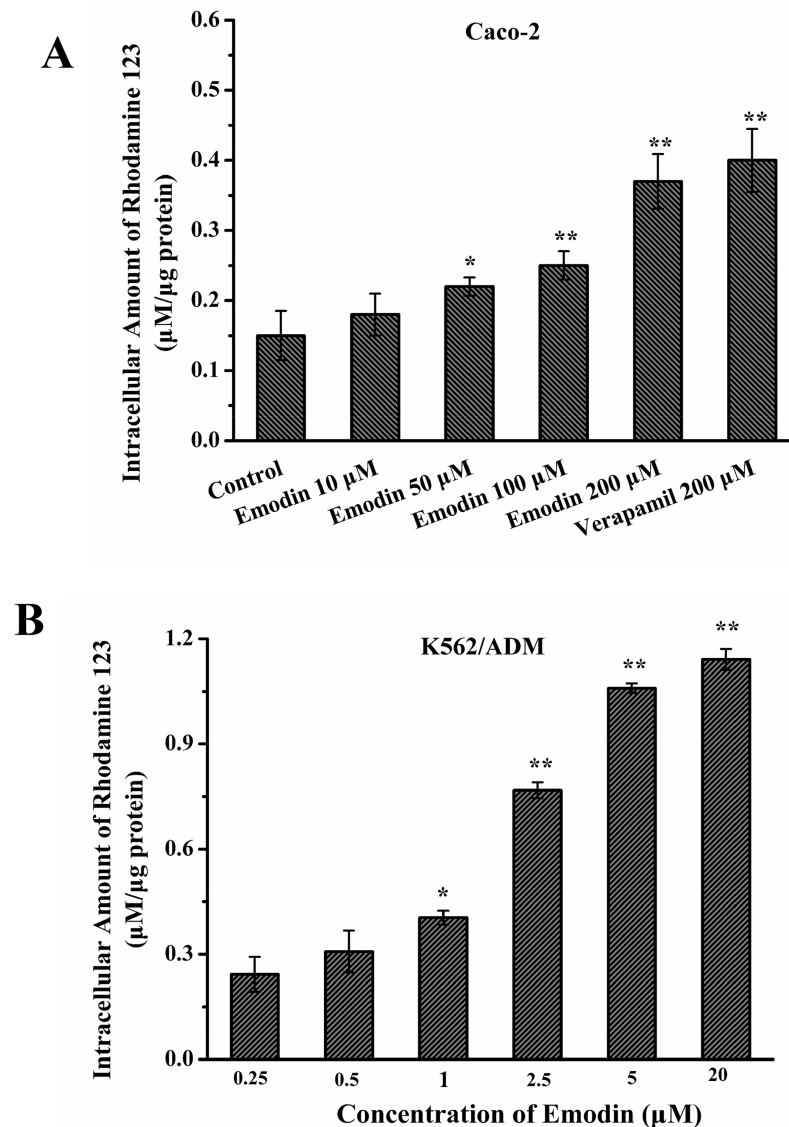 A
Caco-2
Intracellular Amount of Rhodamine 123
(µM/µg protein)
0.6
0.5
0.4
0.3
0.2
0.1
0.0
*
**
**
**
Control
Emodin 10 µM
Emodin 50 µM
Emodin 100 µM
Emodin 200 µM
Verapamil 200 µM
B
K562/ADM
Intracellular Amount of Rhodamine 123
(µM/µg protein)
1.2
0.9
0.6
0.3
0.0
*
**
**
**
0.25 0.5 1 2.5 5 20
Concentration of Emodin (µM)